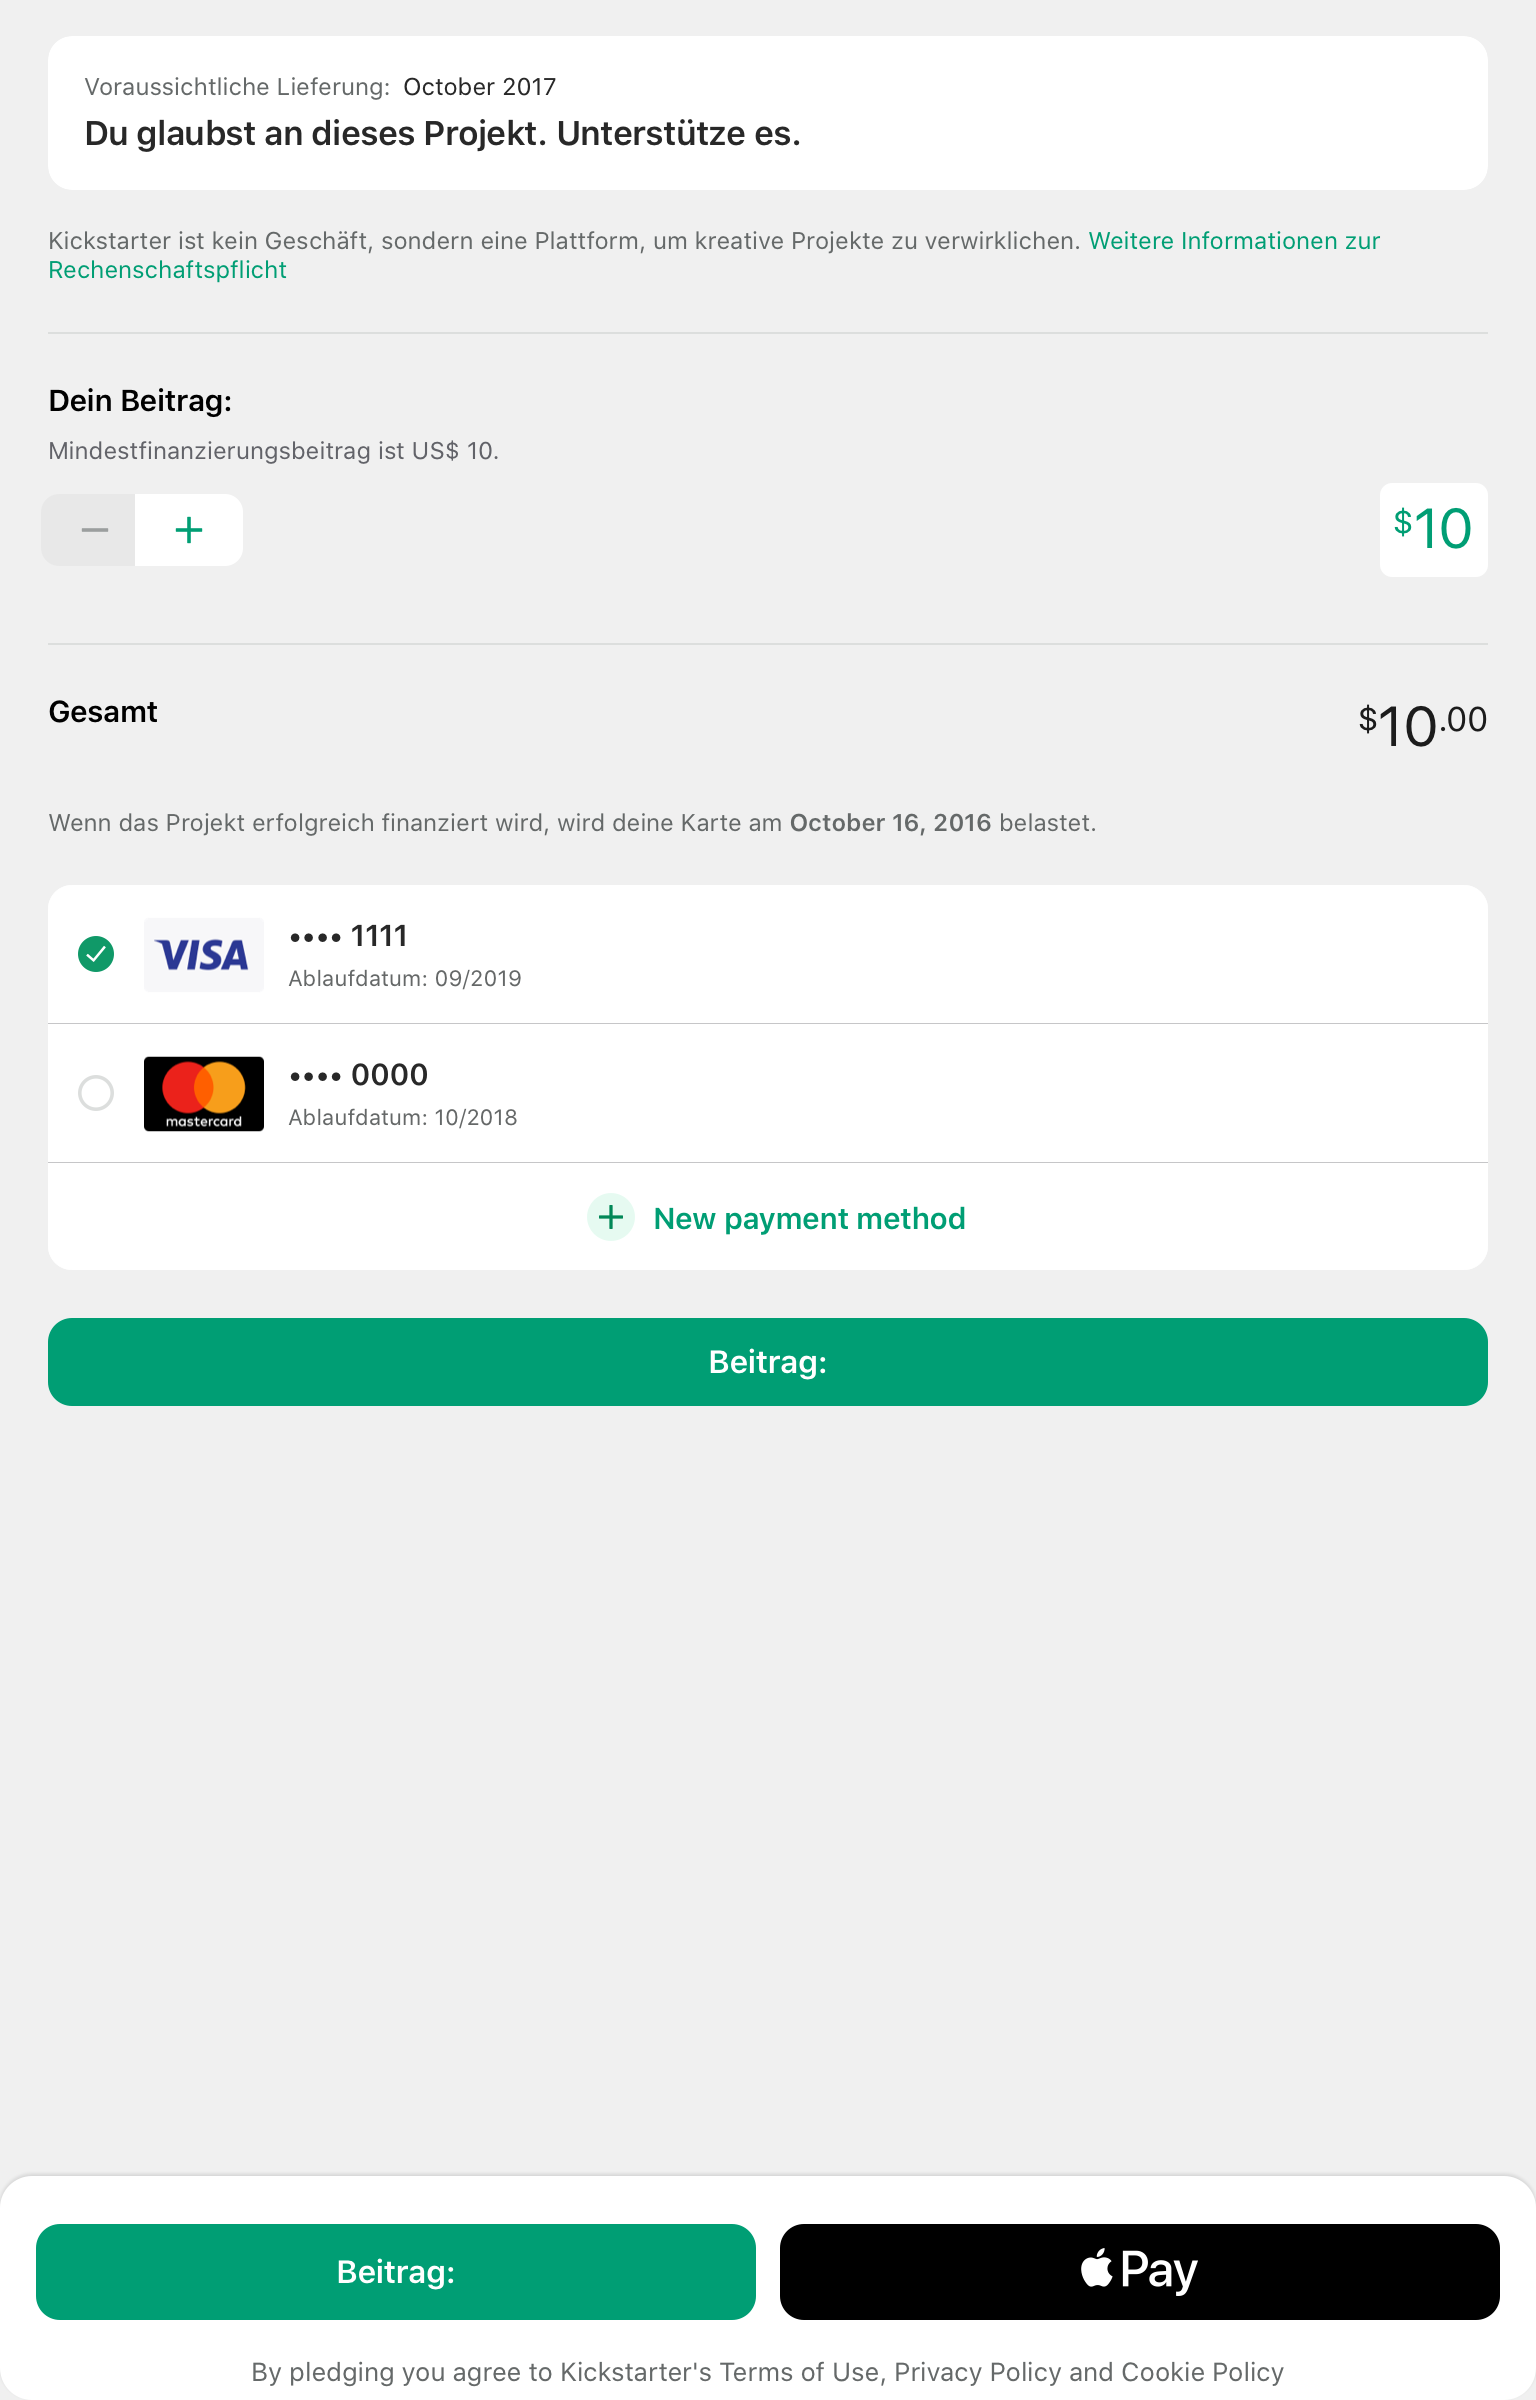 Voraussichtliche Lieferung: October 2017
Du glaubst an dieses Projekt. Unterstütze es.
Kickstarter ist kein Geschäft, sondern eine Plattform, um kreative Projekte zu verwirklichen. Weitere Informationen zur
Rechenschaftspflicht
Dein Beitrag:
Mindestfinanzierungsbeitrag ist US$ 10.
− +
$10
Gesamt
$10.00
Wenn das Projekt erfolgreich finanziert wird, wird deine Karte am October 16, 2016 belastet.
VISA
•••• 1111
Ablaufdatum: 09/2019
mastercard
•••• 0000
Ablaufdatum: 10/2018
+ New payment method
Beitrag:
Beitrag:
Pay
By pledging you agree to Kickstarter's Terms of Use, Privacy Policy and Cookie Policy